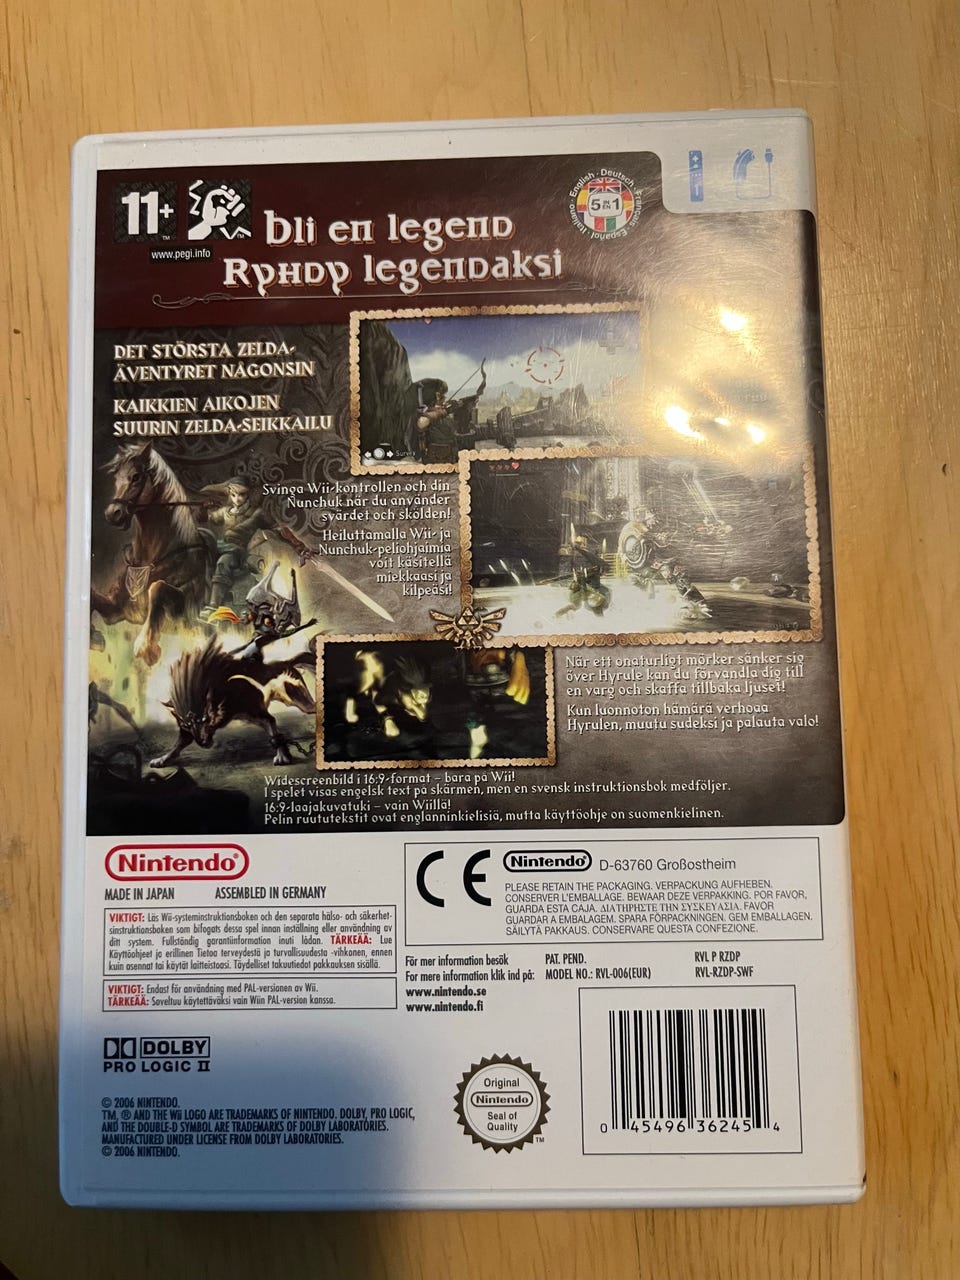 11+
www.pegi.info
bli en legend
Ryhdy legendaksi
English · Deutsch · Français · Español · Italiano
5 IN EN 1
DET STÖRSTA ZELDA-
ÄVENTYRET NÅGONSIN
KAIKKIEN AIKOJEN
SUURIN ZELDA-SEIKKAILU
Svinga Wii-kontrollen och din
Nunchuk när du använder
svärdet och skölden!
Heiluttamalla Wii- ja
Nunchuk-peliohjaimia
voit käsitellä
miekkaasi ja
kilpeäsi!
När ett onaturligt mörker sänker sig
över Hyrule kan du förvandla dig till
en varg och skaffa tillbaka ljuset!
Kun luonnoton hämärä verhoaa
Hyrulen, muutu sudeksi ja palauta valo!
Widescreenbild i 16:9-format – bara på Wii!
I spelet visas engelsk text på skärmen, men en svensk instruktionsbok medföljer.
16:9-laajakuvatuki – vain Wiillä!
Pelin ruututekstit ovat englanninkielisiä, mutta käyttöohje on suomenkielinen.
Nintendo®
MADE IN JAPAN ASSEMBLED IN GERMANY
CE Nintendo® D-63760 Großostheim
PLEASE RETAIN THE PACKAGING. VERPACKUNG AUFHEBEN.
CONSERVER L'EMBALLAGE. BEWAAR DEZE VERPAKKING. POR FAVOR,
GUARDA ESTA CAJA. ΔΙΑΤΗΡΗΣΤΕ ΤΗΝ ΣΥΣΚΕΥΑΣΙΑ. FAVOR
GUARDAR A EMBALAGEM. SPARA FÖRPACKNINGEN. GEM EMBALLAGEN.
SÄILYTÄ PAKKAUS. CONSERVARE QUESTA CONFEZIONE.
VIKTIGT: Läs Wii-systeminstruktionsboken och den separata hälso- och säkerhet-
sinstruktionsboken som bifogats dessa spel innan inställning eller användning av
ditt system. Fullständig garantiinformation inuti lådan. TÄRKEÄÄ: Lue
Käyttöohjeet ja erillinen Tietoa terveydestä ja turvallisuudesta -vihkonen, ennen
kuin asennat tai käytät laitteistoasi. Täydelliset takuutiedot pakkauksen sisällä.
VIKTIGT: Endast för användning med PAL-versionen av Wii.
TÄRKEÄÄ: Soveltuu käytettäväksi vain Wiin PAL-version kanssa.
För mer information besök
For mere information klik ind på:
www.nintendo.se
www.nintendo.fi
PAT. PEND. RVL P RZDP
MODEL NO.: RVL-006(EUR) RVL-RZDP-SWF
DOLBY
PRO LOGIC II
© 2006 NINTENDO.
TM, ® AND THE Wii LOGO ARE TRADEMARKS OF NINTENDO. DOLBY, PRO LOGIC,
AND THE DOUBLE-D SYMBOL ARE TRADEMARKS OF DOLBY LABORATORIES.
MANUFACTURED UNDER LICENSE FROM DOLBY LABORATORIES.
© 2006 NINTENDO.
Original
Nintendo
Seal of
Quality
TM
0 45496 36245 4